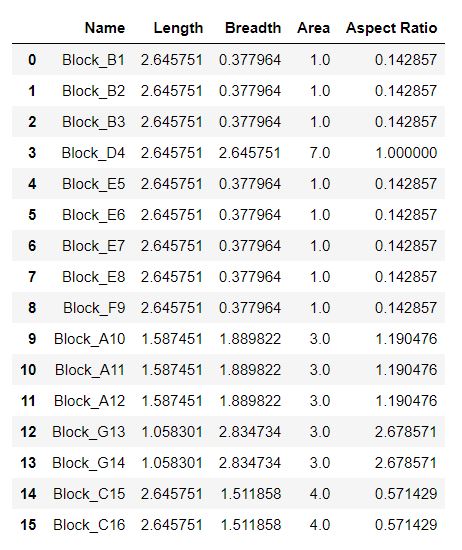 Name Length Breadth Area Aspect Ratio
0 Block_B1 2.645751 0.377964 1.0 0.142857
1 Block_B2 2.645751 0.377964 1.0 0.142857
2 Block_B3 2.645751 0.377964 1.0 0.142857
3 Block_D4 2.645751 2.645751 7.0 1.000000
4 Block_E5 2.645751 0.377964 1.0 0.142857
5 Block_E6 2.645751 0.377964 1.0 0.142857
6 Block_E7 2.645751 0.377964 1.0 0.142857
7 Block_E8 2.645751 0.377964 1.0 0.142857
8 Block_F9 2.645751 0.377964 1.0 0.142857
9 Block_A10 1.587451 1.889822 3.0 1.190476
10 Block_A11 1.587451 1.889822 3.0 1.190476
11 Block_A12 1.587451 1.889822 3.0 1.190476
12 Block_G13 1.058301 2.834734 3.0 2.678571
13 Block_G14 1.058301 2.834734 3.0 2.678571
14 Block_C15 2.645751 1.511858 4.0 0.571429
15 Block_C16 2.645751 1.511858 4.0 0.571429